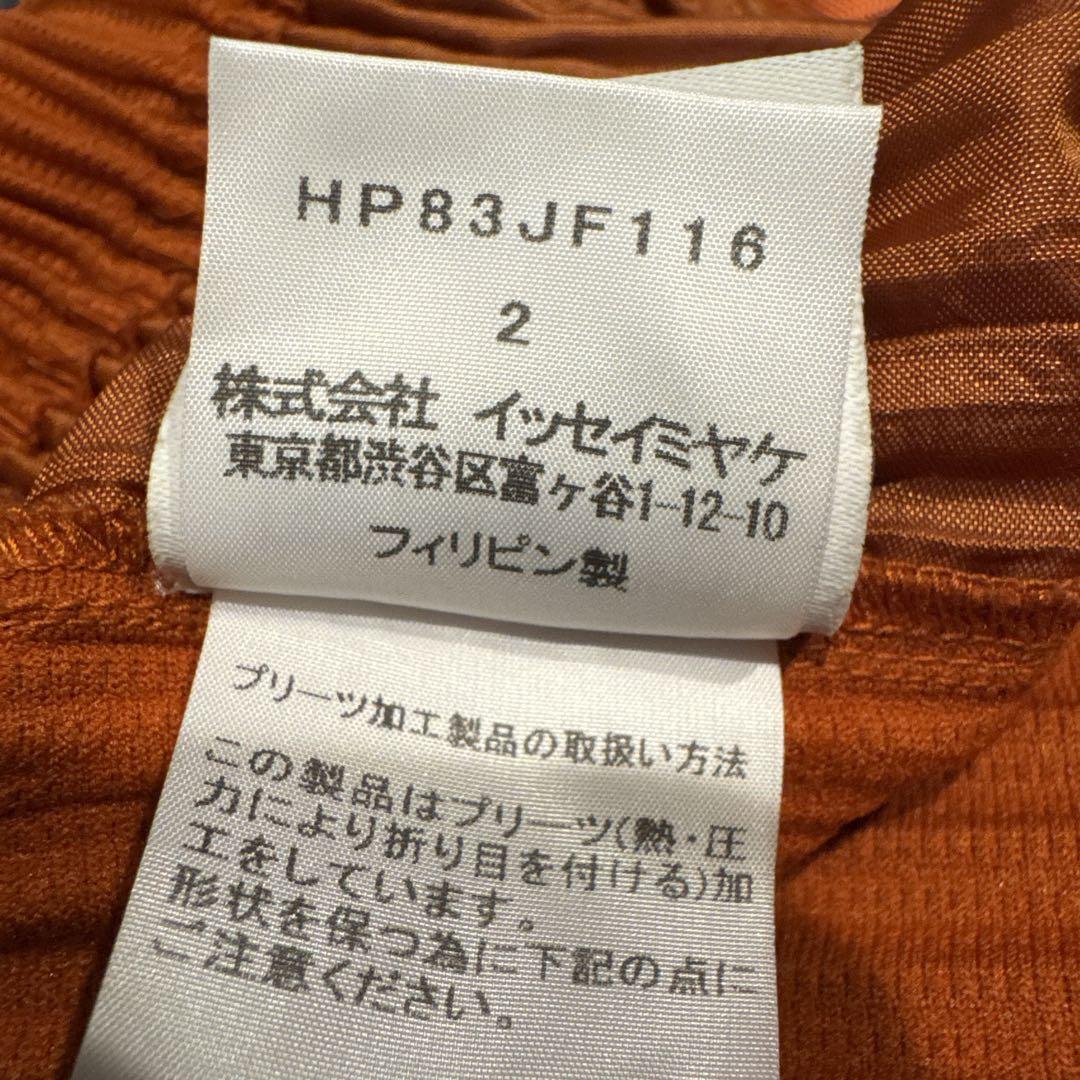 HP83JF116
2
株式会社 イッセイミヤケ
東京都渋谷区富ヶ谷1-12-10
フィリピン製
プリーツ加工製品の取扱い方法
この製品はプリーツ(熱・圧
力により折り目を付ける)加
工をしています。
形状を保つ為に下記の点に
ご注意ください。